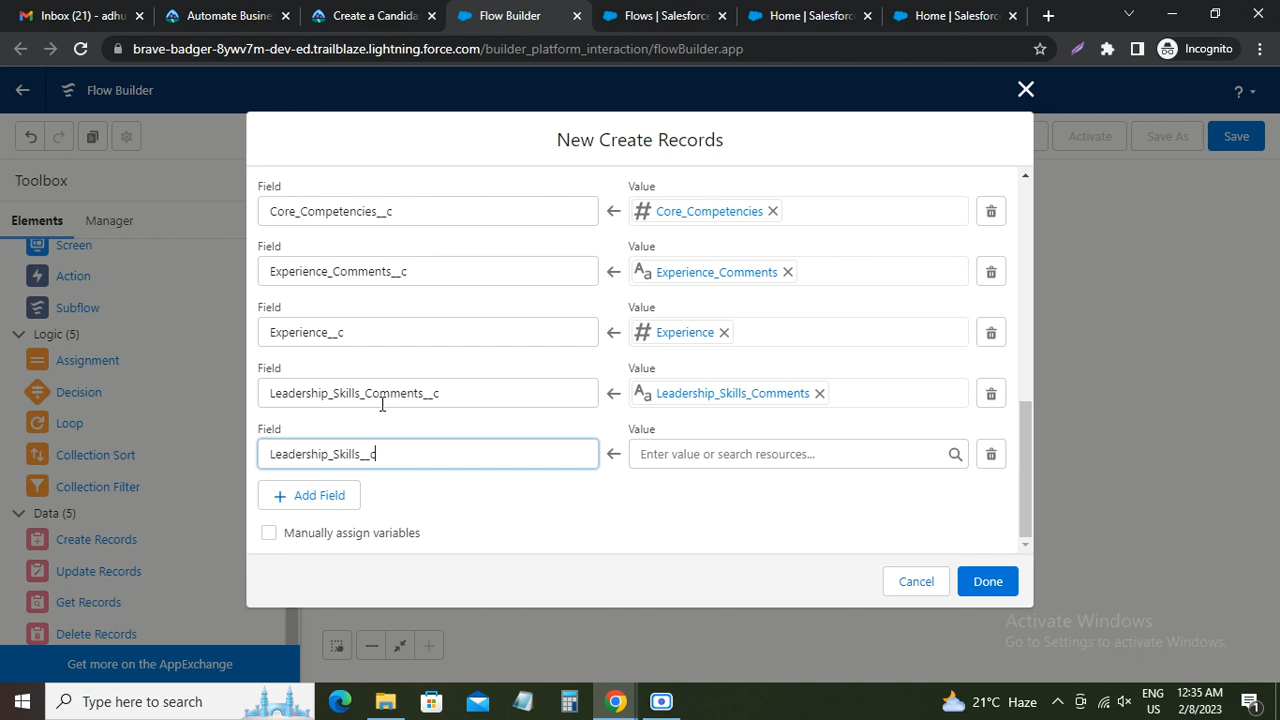 Inbox (21) - adhu
Automate Busine
Create a Candida
Flow Builder
Flows | Salesforc
Home | Salesforc
Home | Salesforc
brave-badger-8ywv7m-dev-ed.trailblaze.lightning.force.com/builder_platform_interaction/flowBuilder.app
Incognito
Flow Builder
?
New Create Records
Activate
Save As
Save
Toolbox
Elements
Manager
Screen
Action
Subflow
Logic (5)
Assignment
Decision
Loop
Collection Sort
Collection Filter
Data (5)
Create Records
Update Records
Get Records
Delete Records
Get more on the AppExchange
Field
Value
Core_Competencies__c
Core_Competencies
Field
Value
Experience_Comments__c
Experience_Comments
Field
Value
Experience__c
Experience
Field
Value
Leadership_Skills_Comments__c
Leadership_Skills_Comments
Field
Value
Leadership_Skills__c
Enter value or search resources...
Add Field
Manually assign variables
Cancel
Done
Activate Windows
Go to Settings to activate Windows.
Type here to search
21°C Haze
ENG
US
12:35 AM
2/8/2023
1